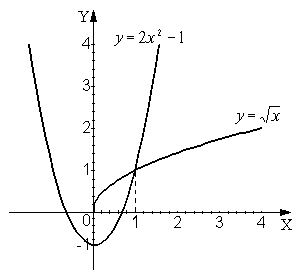 Y
y = 2x² − 1
4
3
y = √x
2
1
0 1 2 3 4 X
-1